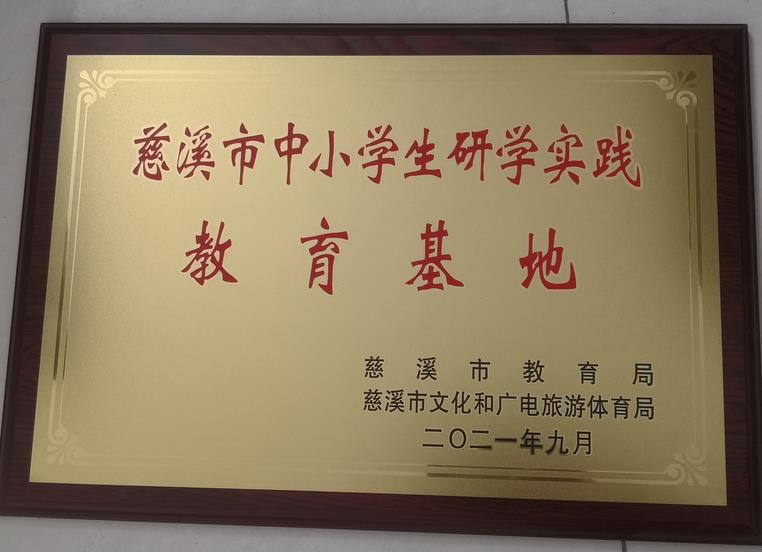 慈溪市中小学生研学实践
教育基地
慈溪市教育局
慈溪市文化和广电旅游体育局
二〇二一年九月